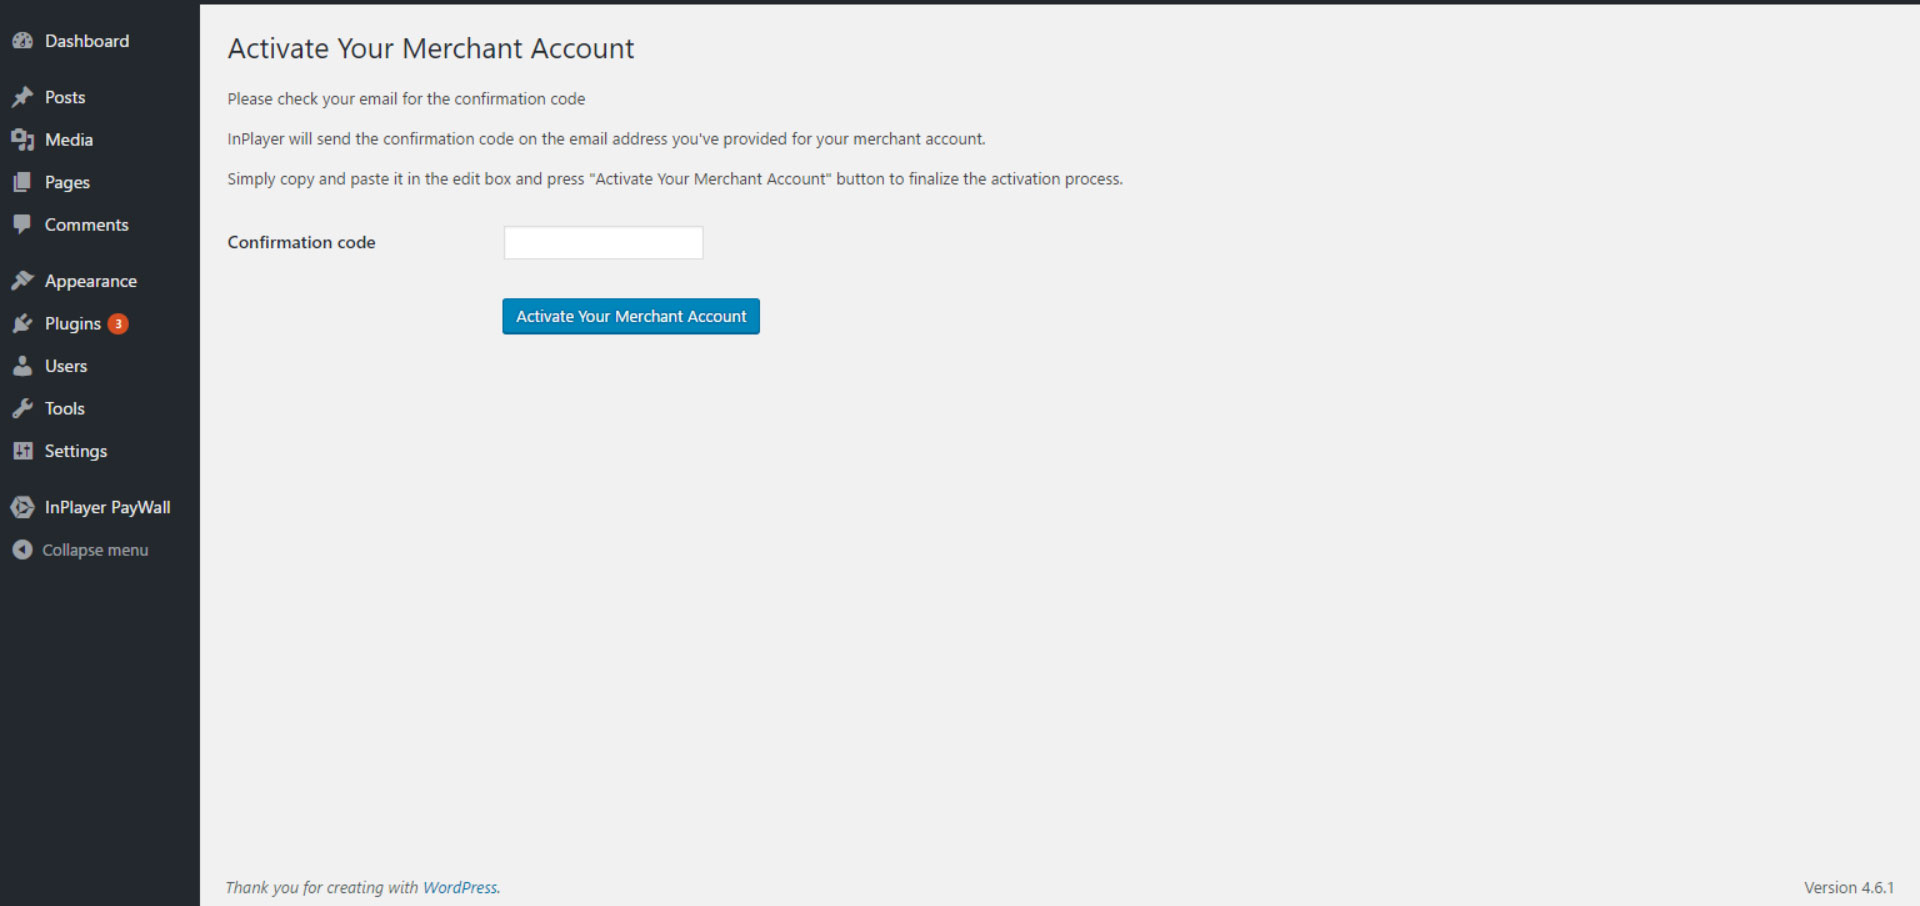 Dashboard
Posts
Media
Pages
Comments
Appearance
Plugins 3
Users
Tools
Settings
InPlayer PayWall
Collapse menu
Activate Your Merchant Account
Please check your email for the confirmation code
InPlayer will send the confirmation code on the email address you've provided for your merchant account.
Simply copy and paste it in the edit box and press "Activate Your Merchant Account" button to finalize the activation process.
Confirmation code
Activate Your Merchant Account
Thank you for creating with WordPress.
Version 4.6.1